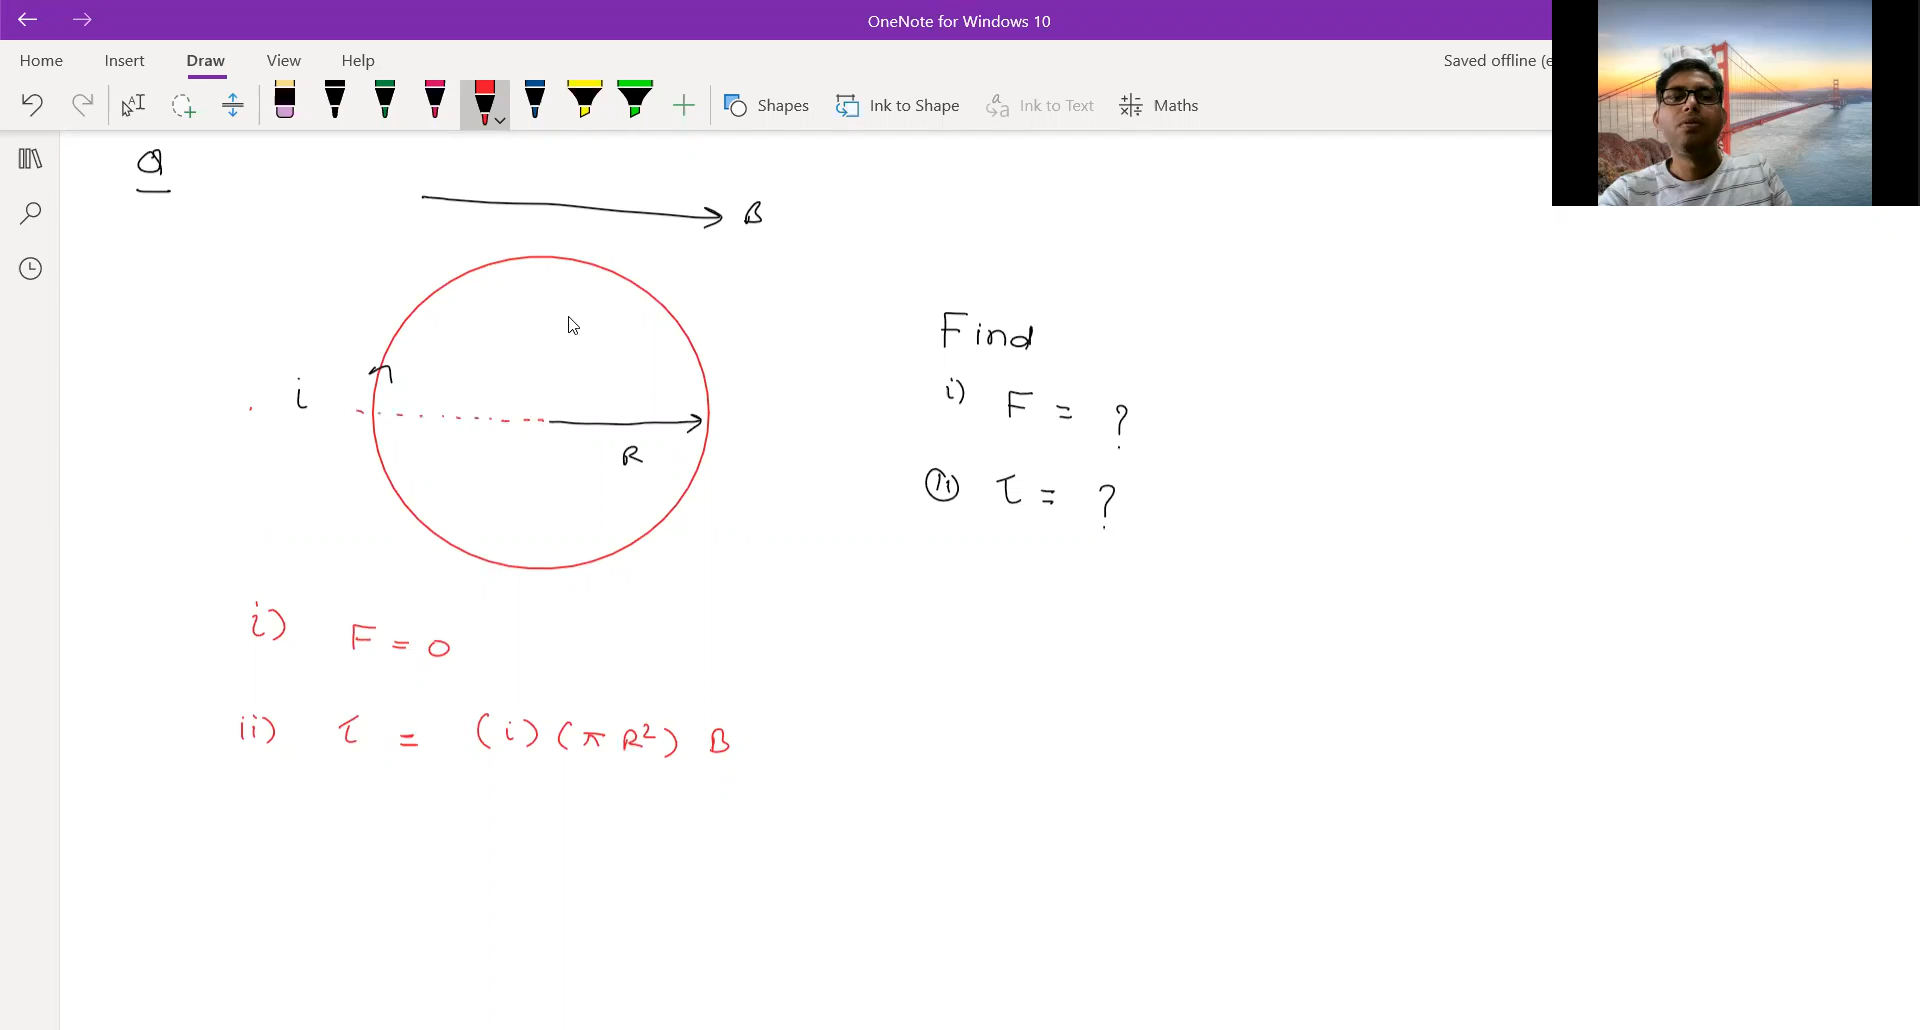 OneNote for Windows 10
Home Insert Draw View Help Saved offline (e
Shapes Ink to Shape Ink to Text Maths
Q
B
Find
i) F = ?
i
R
(ii) τ = ?
i) F = 0
ii) τ = (i) (π R²) B